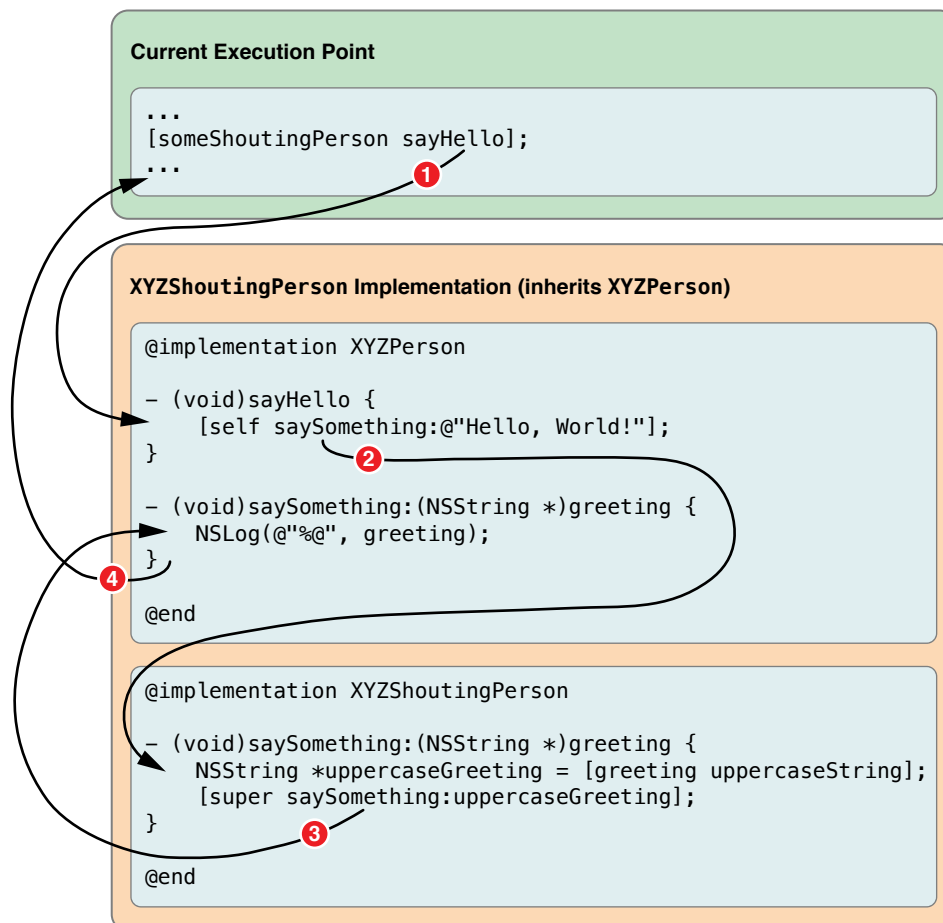 Current Execution Point
...
[someShoutingPerson sayHello];
...
1
XYZShoutingPerson Implementation (inherits XYZPerson)
@implementation XYZPerson
– (void)sayHello {
[self saySomething:@"Hello, World!"];
}
2
– (void)saySomething:(NSString *)greeting {
NSLog(@"%@", greeting);
}
4
@end
@implementation XYZShoutingPerson
– (void)saySomething:(NSString *)greeting {
NSString *uppercaseGreeting = [greeting uppercaseString];
[super saySomething:uppercaseGreeting];
}
3
@end